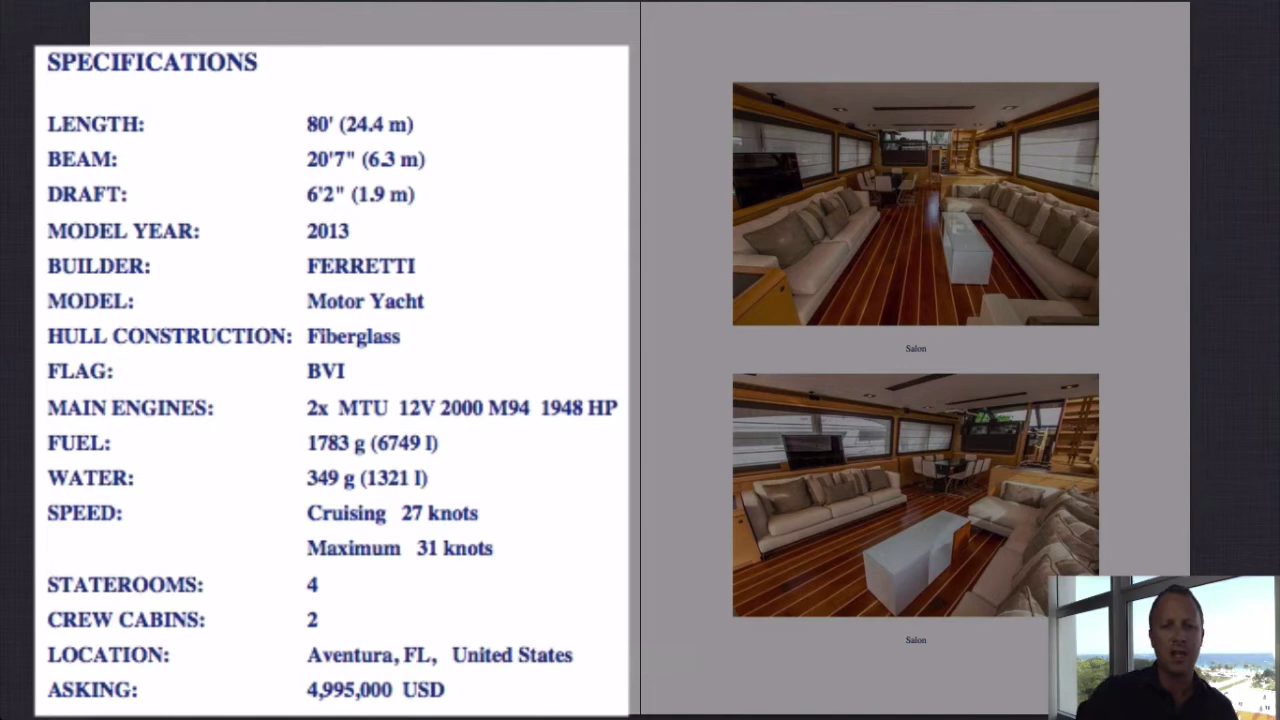 SPECIFICATIONS
LENGTH: 80' (24.4 m)
BEAM: 20'7" (6.3 m)
DRAFT: 6'2" (1.9 m)
MODEL YEAR: 2013
BUILDER: FERRETTI
MODEL: Motor Yacht
HULL CONSTRUCTION: Fiberglass
FLAG: BVI
MAIN ENGINES: 2x MTU 12V 2000 M94 1948 HP
FUEL: 1783 g (6749 l)
WATER: 349 g (1321 l)
SPEED: Cruising 27 knots
Maximum 31 knots
STATEROOMS: 4
CREW CABINS: 2
LOCATION: Aventura, FL, United States
ASKING: 4,995,000 USD
Salon
Salon